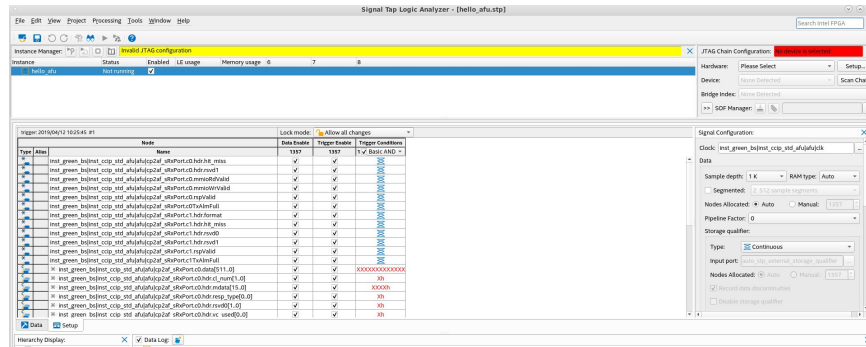 Signal Tap Logic Analyzer - [hello_afu.stp]
File Edit View Project Processing Tools Window Help
Search Intel FPGA
Instance Manager: Invalid JTAG configuration
JTAG Chain Configuration: No device is selected
Instance Status Enabled LE usage Memory usage 6 7 8
hello_afu Not running
Hardware: Please Select Setup...
Device: None Detected Scan Chai
Bridge Index: None Detected
>> SOF Manager:
trigger: 2019/04/12 10:25:45 #1 Lock mode: Allow all changes
Signal Configuration:
Node Data Enable Trigger Enable Trigger Conditions
Type Alias Name 1357 1357 1 Basic AND
Clock: inst_green_bs|inst_ccip_std_afu|afu|clk ...
Data
Sample depth: 1 K RAM type: Auto
Segmented: 2 512 sample segments
Nodes Allocated: Auto Manual: 1357
Pipeline Factor: 0
Storage qualifier:
Type: Continuous
Input port: auto_stp_external_storage_qualifier ...
Nodes Allocated: Auto Manual: 1357
Record data discontinuities
Disable storage qualifier
inst_green_bs|inst_ccip_std_afu|afu|cp2af_sRxPort.c0.hdr.hit_miss
inst_green_bs|inst_ccip_std_afu|afu|cp2af_sRxPort.c0.hdr.rsvd1
inst_green_bs|inst_ccip_std_afu|afu|cp2af_sRxPort.c0.mmioRdValid
inst_green_bs|inst_ccip_std_afu|afu|cp2af_sRxPort.c0.mmioWrValid
inst_green_bs|inst_ccip_std_afu|afu|cp2af_sRxPort.c0.rspValid
inst_green_bs|inst_ccip_std_afu|afu|cp2af_sRxPort.c0TxAlmFull
inst_green_bs|inst_ccip_std_afu|afu|cp2af_sRxPort.c1.hdr.format
inst_green_bs|inst_ccip_std_afu|afu|cp2af_sRxPort.c1.hdr.hit_miss
inst_green_bs|inst_ccip_std_afu|afu|cp2af_sRxPort.c1.hdr.rsvd0
inst_green_bs|inst_ccip_std_afu|afu|cp2af_sRxPort.c1.hdr.rsvd1
inst_green_bs|inst_ccip_std_afu|afu|cp2af_sRxPort.c1.rspValid
inst_green_bs|inst_ccip_std_afu|afu|cp2af_sRxPort.c1TxAlmFull
inst_green_bs|inst_ccip_std_afu|afu|cp2af_sRxPort.c0.data[511..0] XXXXXXXXXXXXX
inst_green_bs|inst_ccip_std_afu|afu|cp2af_sRxPort.c0.hdr.cl_num[1..0] Xh
inst_green_bs|inst_ccip_std_afu|afu|cp2af_sRxPort.c0.hdr.mdata[15..0] XXXXh
inst_green_bs|inst_ccip_std_afu|afu|cp2af_sRxPort.c0.hdr.resp_type[0..0] Xh
inst_green_bs|inst_ccip_std_afu|afu|cp2af_sRxPort.c0.hdr.rsvd0[1..0] Xh
inst_green_bs|inst_ccip_std_afu|afu|cp2af_sRxPort.c0.hdr.vc_used[0..0] Xh
Data Setup
Hierarchy Display: Data Log: